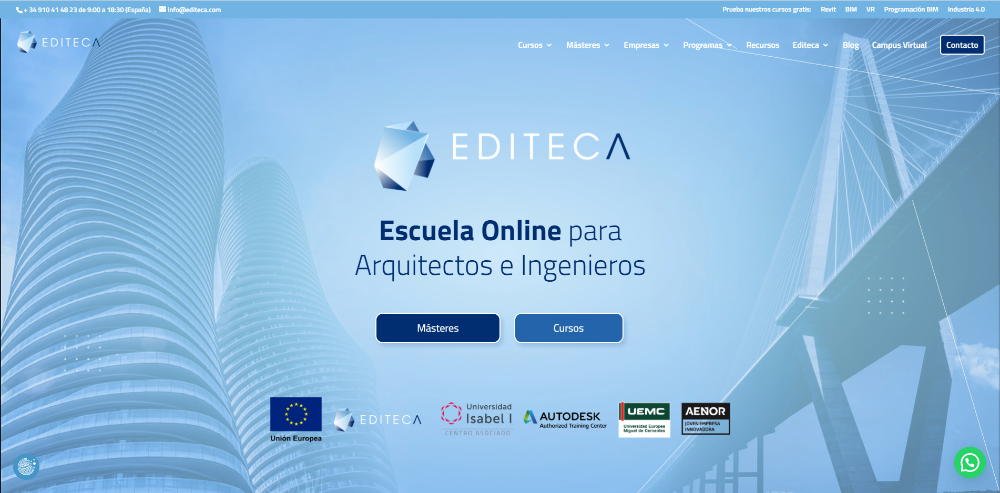 + 34 910 41 48 23 de 9:00 a 18:30 (España) info@editeca.com
Prueba nuestros cursos gratis: Revit BIM VR Programación BIM Industria 4.0
EDITECA
Cursos Másteres Empresas Programas Recursos Editeca Blog Campus Virtual Contacto
EDITECA
Escuela Online para
Arquitectos e Ingenieros
Másteres
Cursos
Unión Europea
EDITECA
Universidad
Isabel I
CENTRO ASOCIADO
AUTODESK
Authorized Training Center
UEMC
Universidad Europea
Miguel de Cervantes
AENOR
JOVEN EMPRESA
INNOVADORA